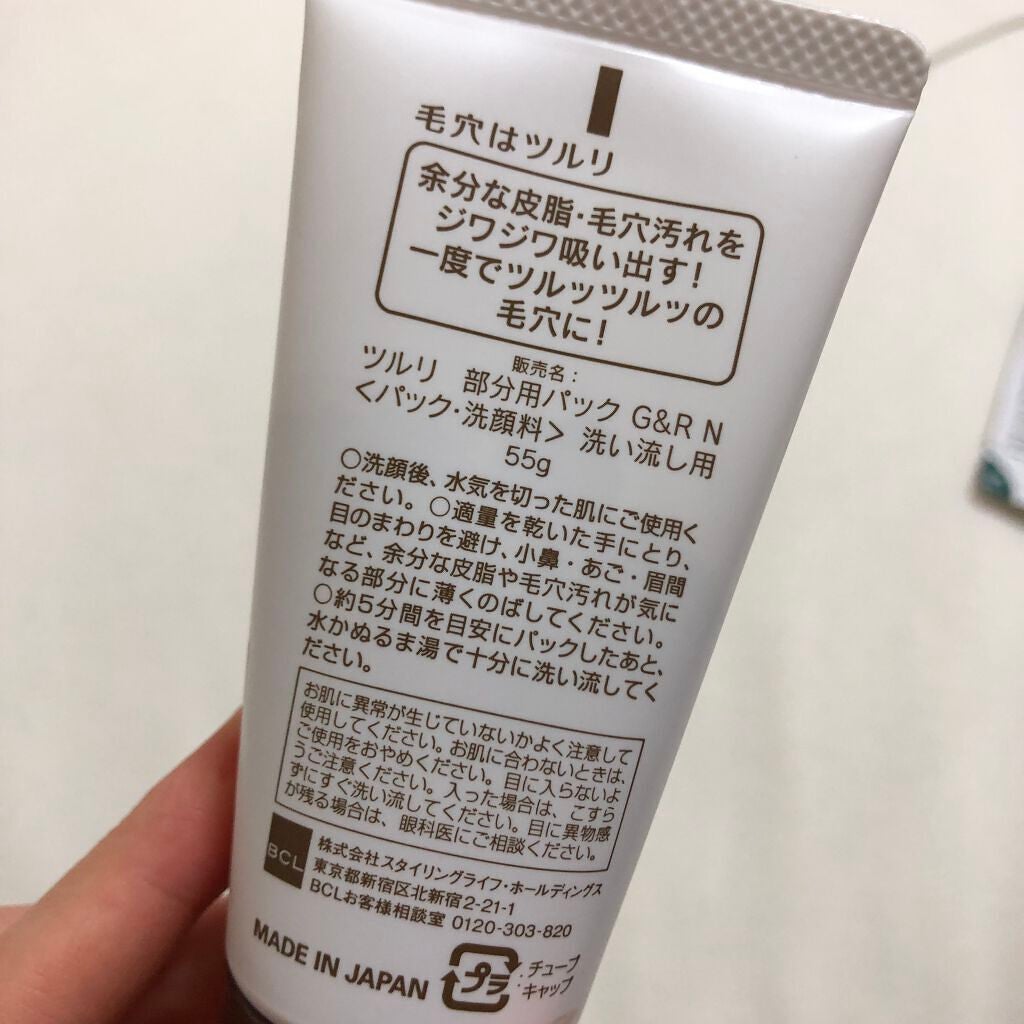 毛穴はツルリ
余分な皮脂・毛穴汚れを
ジワジワ吸い出す!
一度でツルッツルッの
毛穴に!
販売名:
ツルリ 部分用パック G&R N
<パック・洗顔料> 洗い流し用
55g
○洗顔後、水気を切った肌にご使用く
ださい。○適量を乾いた手にとり、
目のまわりを避け、小鼻・あご・眉間
など、余分な皮脂や毛穴汚れが気に
なる部分に薄くのばしてください。
○約5分間を目安にパックしたあと、
水かぬるま湯で十分に洗い流してく
ださい。
お肌に異常が生じていないかよく注意して
使用してください。お肌に合わないときは、
ご使用をおやめください。目に入らないよ
うご注意ください。入った場合は、こすら
ずにすぐ洗い流してください。目に異物感
が残る場合は、眼科医にご相談ください。
BCL
株式会社スタイリングライフ・ホールディングス
東京都新宿区北新宿2-21-1
BCLお客様相談室 0120-303-820
MADE IN JAPAN
プラ
:チューブ
・キャップ